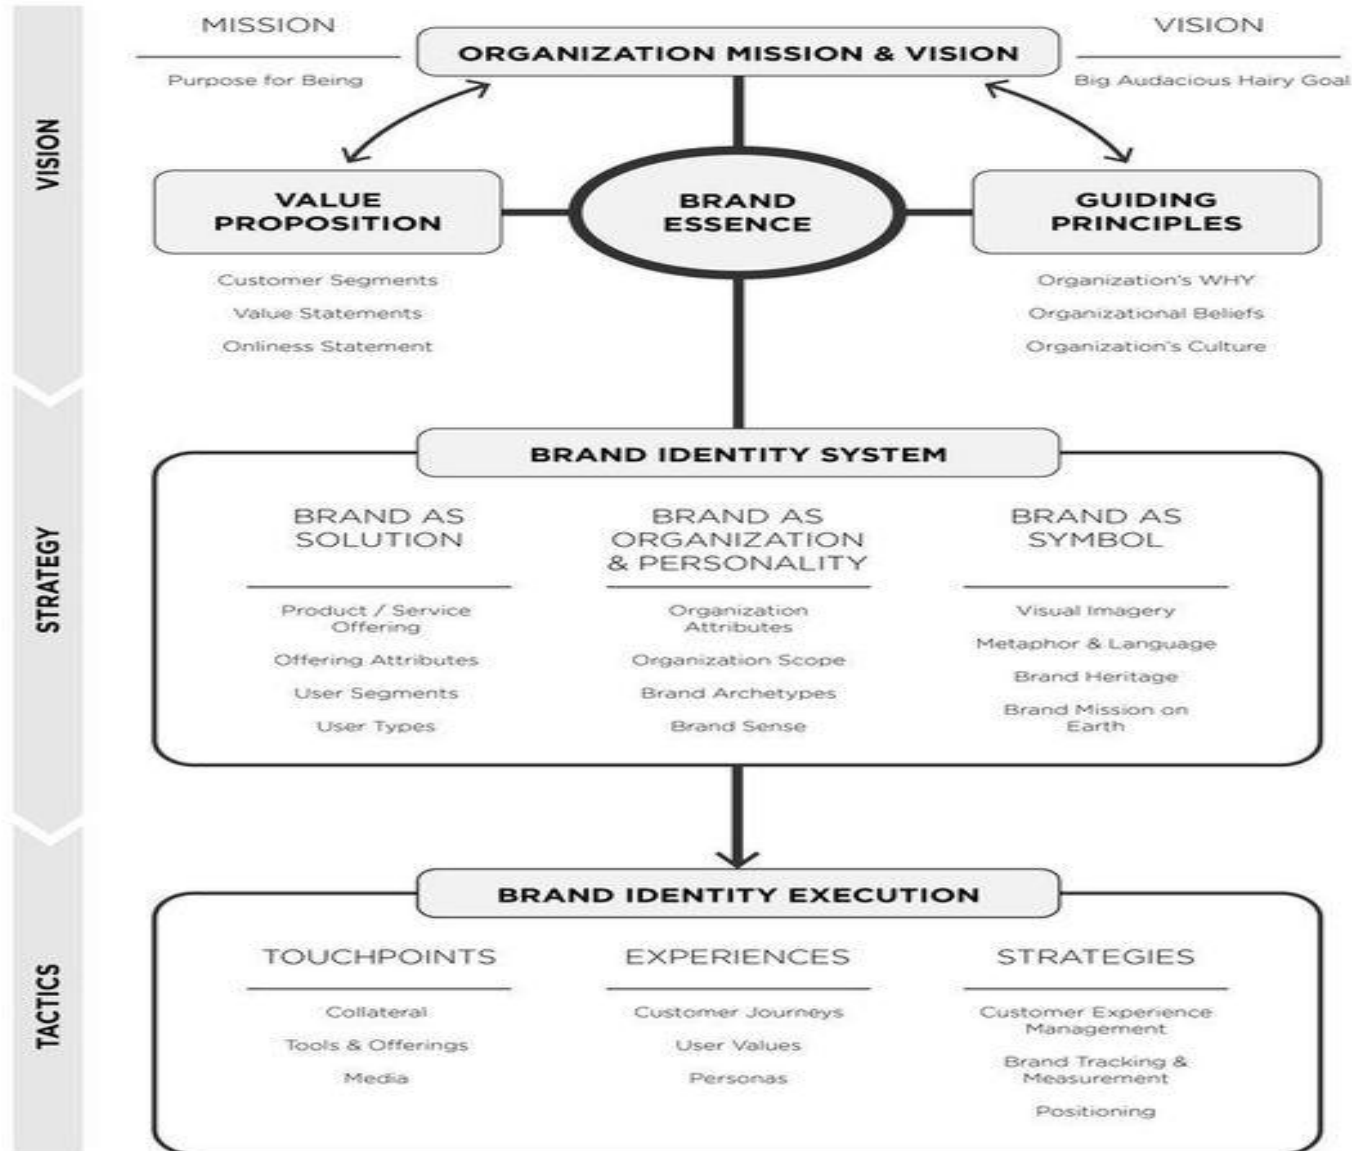 MISSION
ORGANIZATION MISSION & VISION
VISION
Purpose for Being
Big Audacious Hairy Goal
VISION
VALUE
PROPOSITION
BRAND
ESSENCE
GUIDING
PRINCIPLES
Customer Segments
Value Statements
Onliness Statement
Organization's WHY
Organizational Beliefs
Organization's Culture
STRATEGY
BRAND IDENTITY SYSTEM
BRAND AS
SOLUTION
Product / Service
Offering
Offering Attributes
User Segments
User Types
BRAND AS
ORGANIZATION
& PERSONALITY
Organization
Attributes
Organization Scope
Brand Archetypes
Brand Sense
BRAND AS
SYMBOL
Visual Imagery
Metaphor & Language
Brand Heritage
Brand Mission on
Earth
TACTICS
BRAND IDENTITY EXECUTION
TOUCHPOINTS
Collateral
Tools & Offerings
Media
EXPERIENCES
Customer Journeys
User Values
Personas
STRATEGIES
Customer Experience
Management
Brand Tracking &
Measurement
Positioning